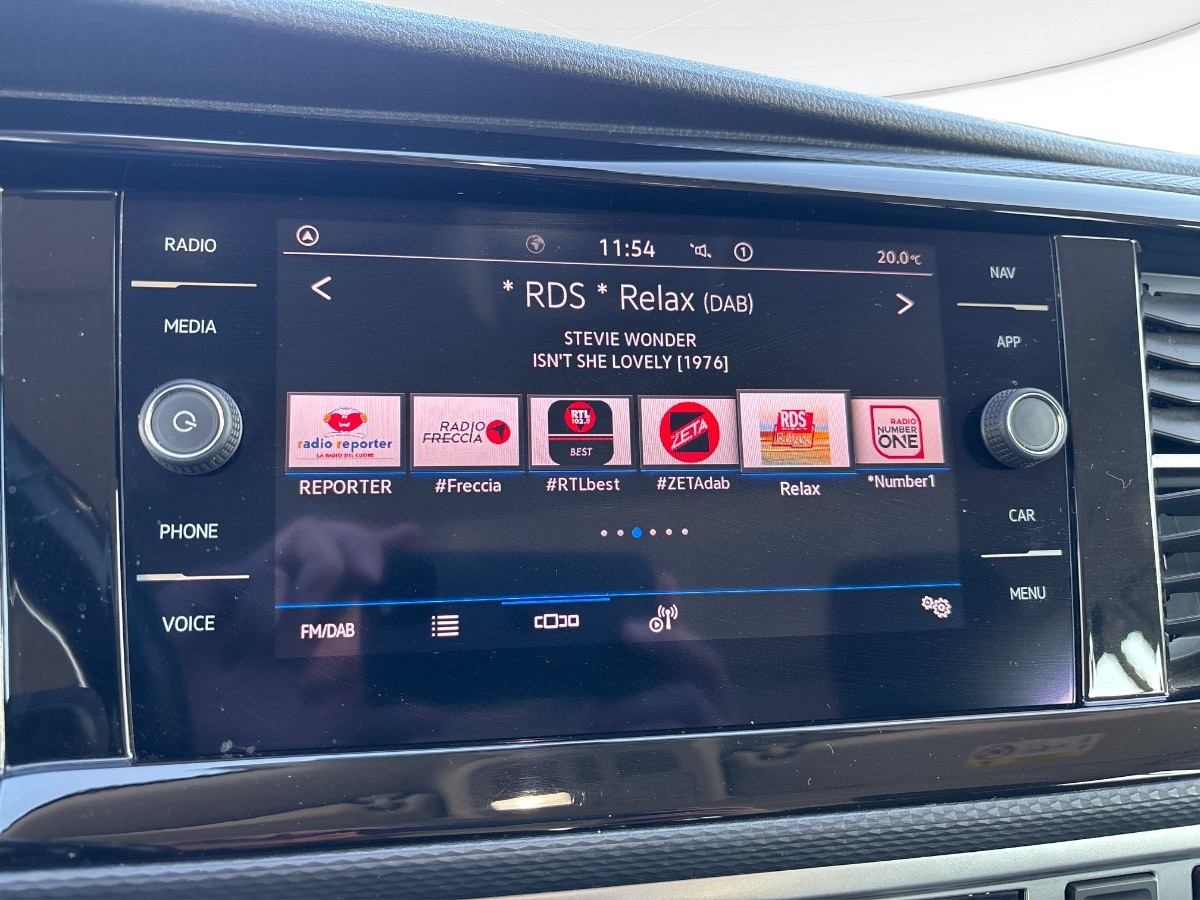 RADIO
MEDIA
PHONE
VOICE
11:54
1
20.0°C
< * RDS * Relax (DAB) >
STEVIE WONDER
ISN'T SHE LOVELY [1976]
radio reporter
LA RADIO DEL CUORE
REPORTER
RADIO
FRECCIA
#Freccia
RTL
102.5
BEST
#RTLbest
ZETA
#ZETAdab
RDS
Relax
Relax
RADIO
NUMBER
ONE
*Number1
FM/DAB
NAV
APP
CAR
MENU